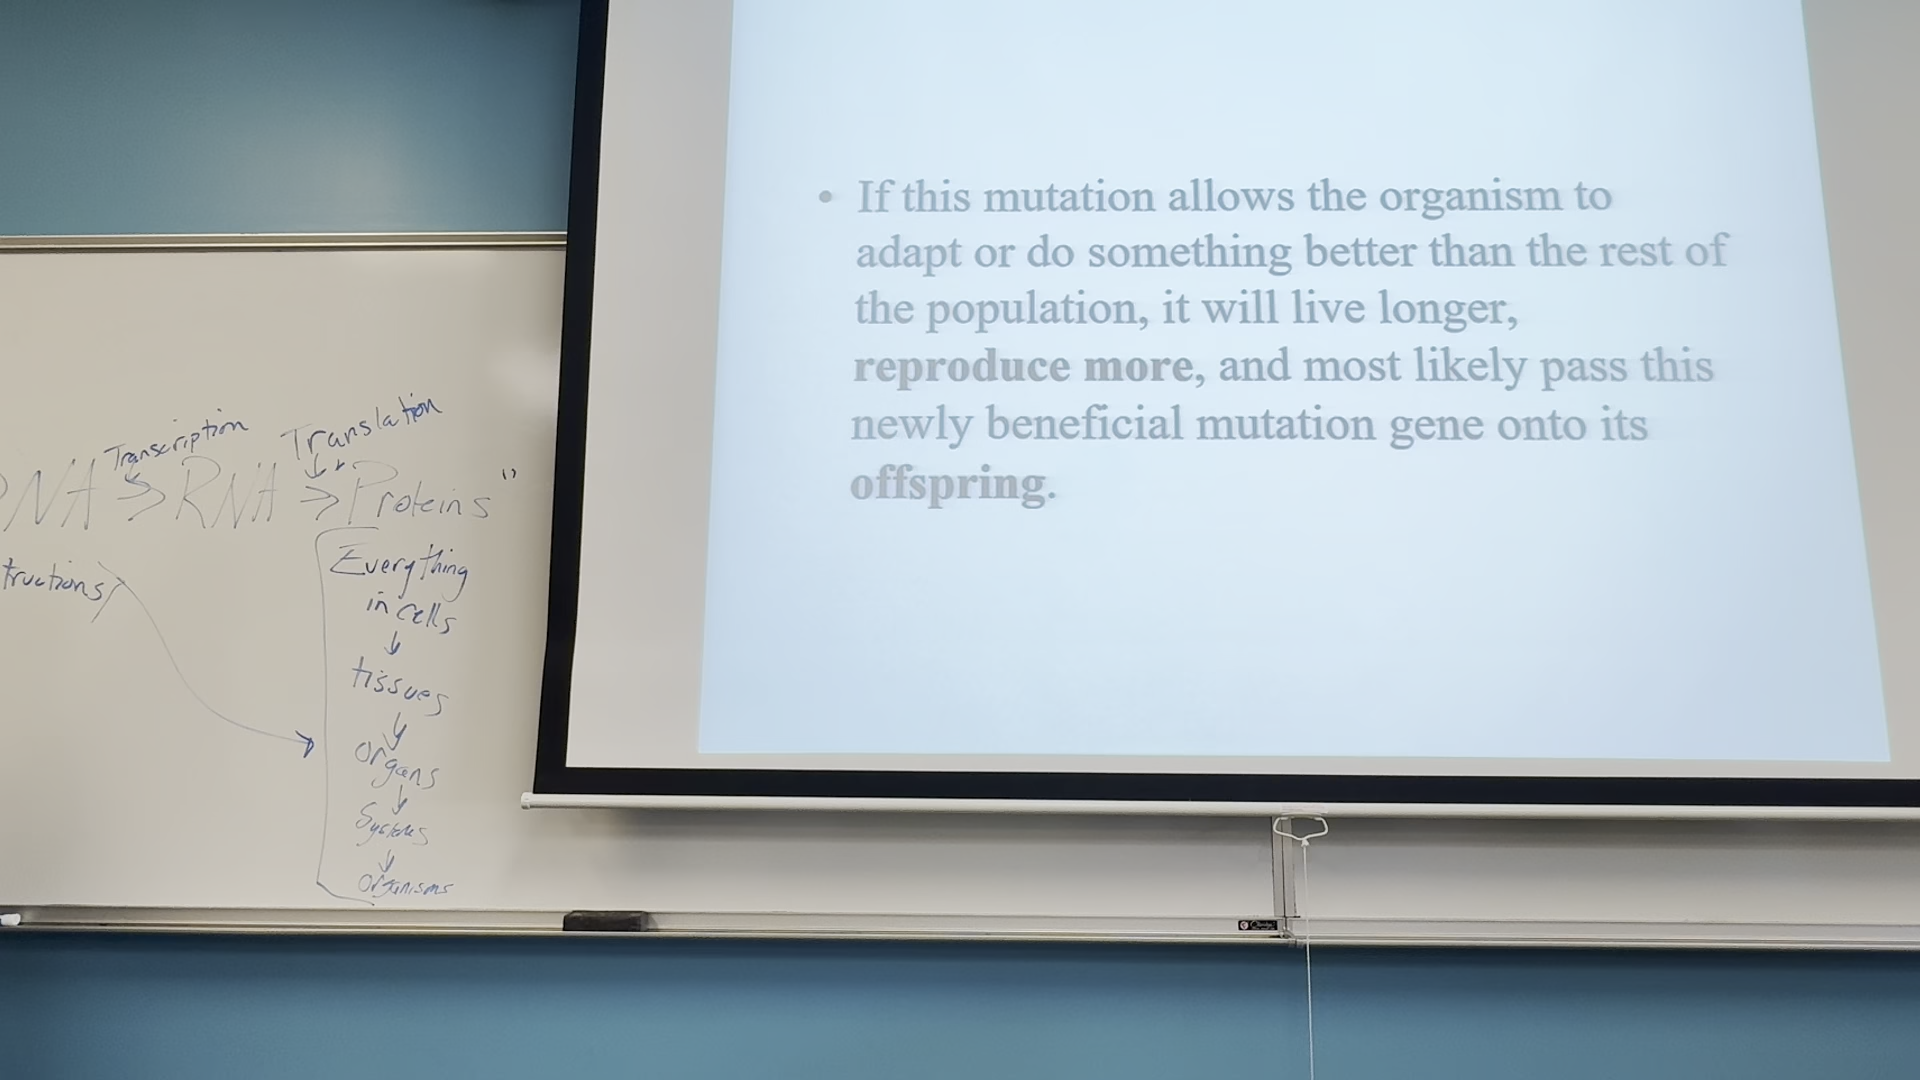 Transcription
Translation
NA → RNA → Proteins"
tructions)
Everything
in cells
↓
tissues
↓
organs
↓
Systems
↓
organisms
• If this mutation allows the organism to
adapt or do something better than the rest of
the population, it will live longer,
reproduce more, and most likely pass this
newly beneficial mutation gene onto its
offspring.